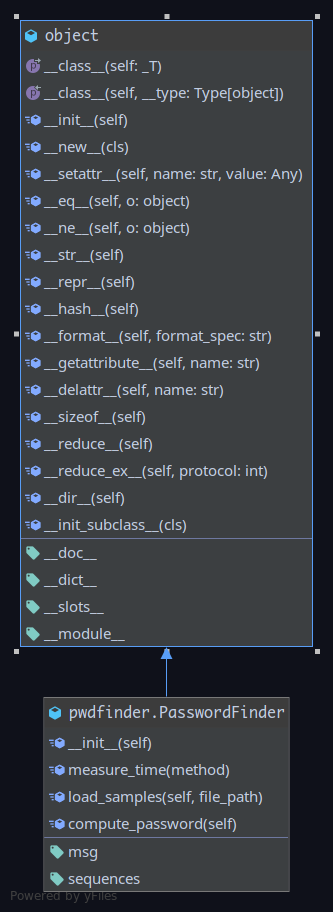 object
__class__(self: _T)
__class__(self, __type: Type[object])
__init__(self)
__new__(cls)
__setattr__(self, name: str, value: Any)
__eq__(self, o: object)
__ne__(self, o: object)
__str__(self)
__repr__(self)
__hash__(self)
__format__(self, format_spec: str)
__getattribute__(self, name: str)
__delattr__(self, name: str)
__sizeof__(self)
__reduce__(self)
__reduce_ex__(self, protocol: int)
__dir__(self)
__init_subclass__(cls)
__doc__
__dict__
__slots__
__module__
pwdfinder.PasswordFinder
__init__(self)
measure_time(method)
load_samples(self, file_path)
compute_password(self)
msg
sequences
Powered by yFiles